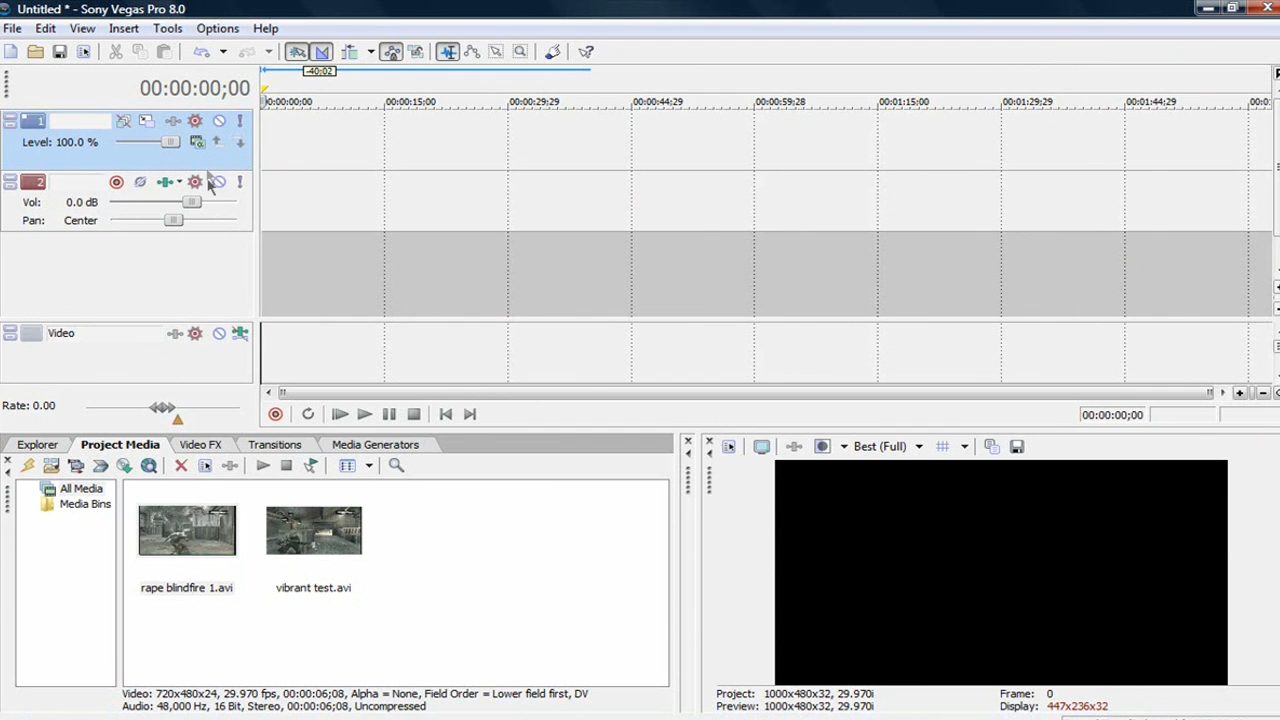 Untitled * - Sony Vegas Pro 8.0
File Edit View Insert Tools Options Help
-40:02
00:00:00;00
00:00:00 00:00:15;00 00:00:29;29 00:00:44;29 00:00:59;28 00:01:15;00 00:01:29;29 00:01:44;29 00:0
1
Level: 100.0 %
2
Vol: 0.0 dB
Pan: Center
Video
Rate: 0.00
00:00:00;00
Explorer Project Media Video FX Transitions Media Generators
Best (Full)
All Media
Media Bins
rape blindfire 1.avi vibrant test.avi
Video: 720x480x24, 29.970 fps, 00:00:06;08, Alpha = None, Field Order = Lower field first, DV
Audio: 48,000 Hz, 16 Bit, Stereo, 00:00:06;08, Uncompressed
Project: 1000x480x32, 29.970i Frame: 0
Preview: 1000x480x32, 29.970i Display: 447x236x32